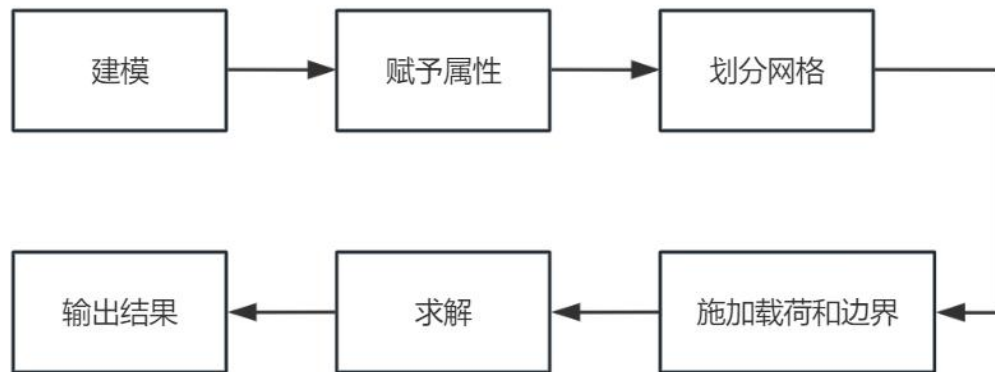 建模
赋予属性
划分网格
施加载荷和边界
求解
输出结果